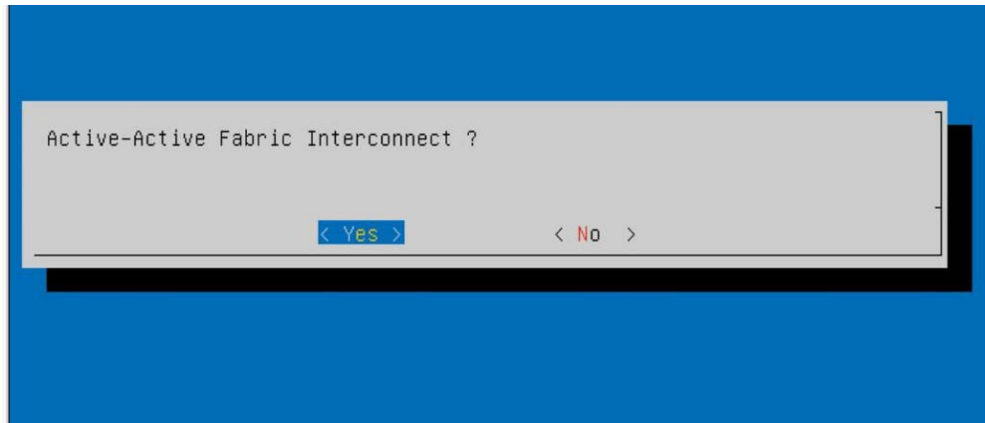 Active-Active Fabric Interconnect ?
< Yes > < No >